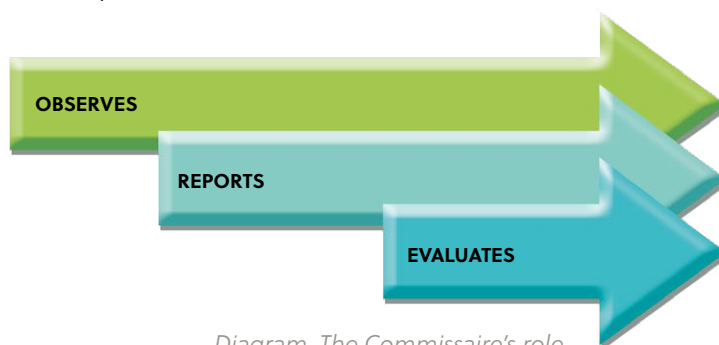 OBSERVES
REPORTS
EVALUATES
Diagram. The Commissaire's role